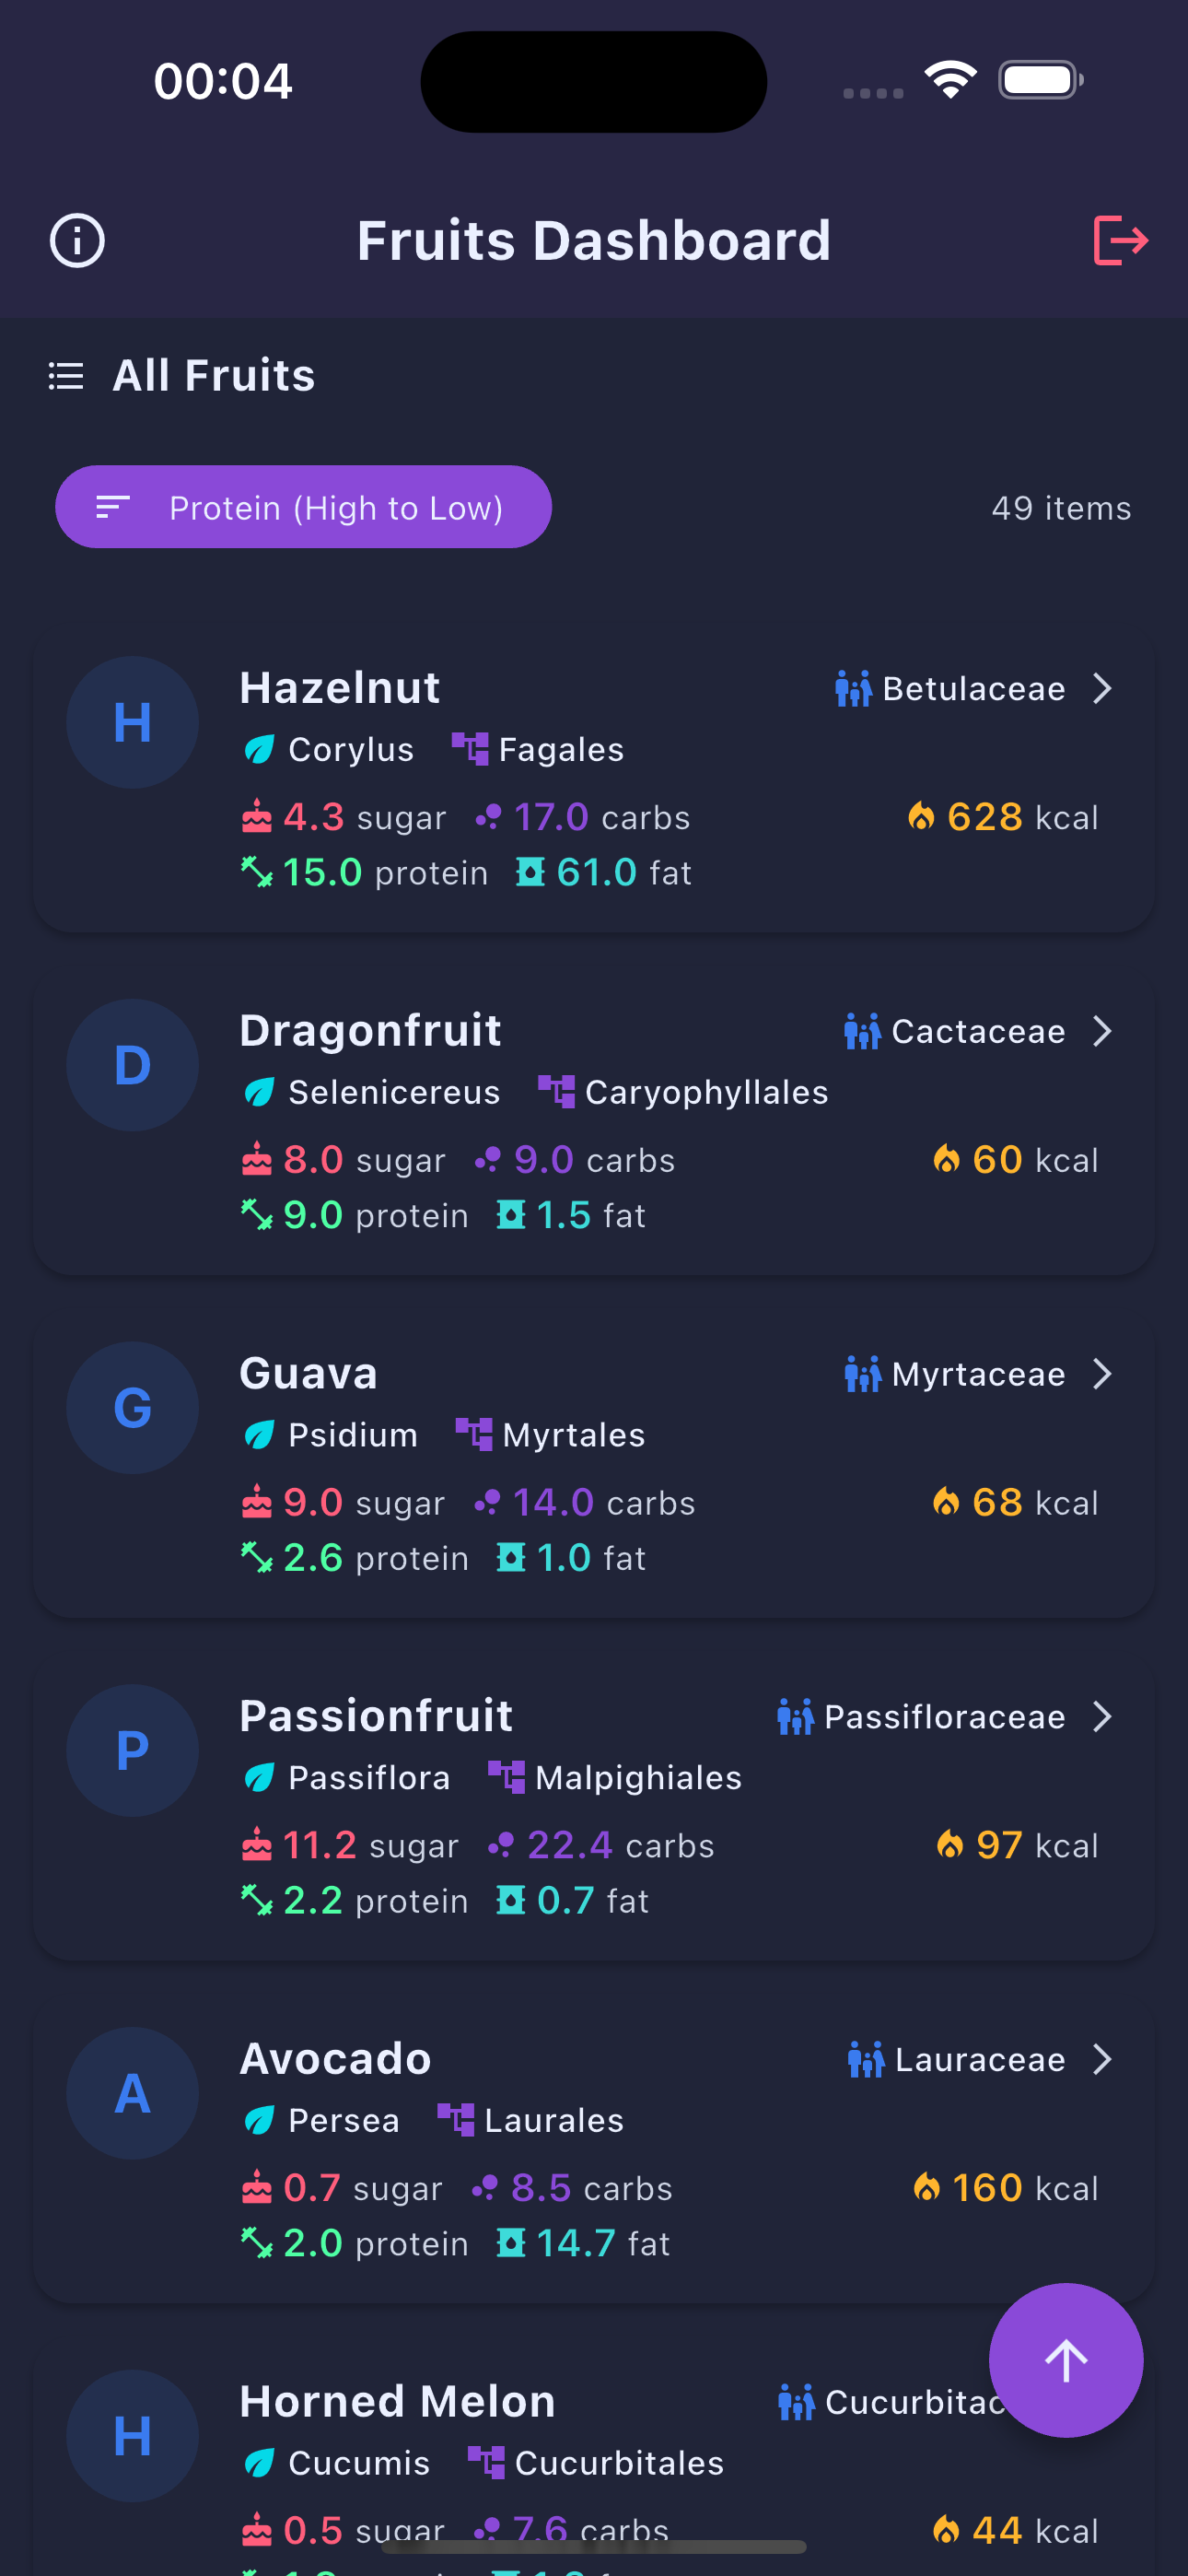 00:04
Fruits Dashboard
All Fruits
Protein (High to Low) 49 items
H
Hazelnut Betulaceae
Corylus Fagales
4.3 sugar 17.0 carbs 628 kcal
15.0 protein 61.0 fat
D
Dragonfruit Cactaceae
Selenicereus Caryophyllales
8.0 sugar 9.0 carbs 60 kcal
9.0 protein 1.5 fat
G
Guava Myrtaceae
Psidium Myrtales
9.0 sugar 14.0 carbs 68 kcal
2.6 protein 1.0 fat
P
Passionfruit Passifloraceae
Passiflora Malpighiales
11.2 sugar 22.4 carbs 97 kcal
2.2 protein 0.7 fat
A
Avocado Lauraceae
Persea Laurales
0.7 sugar 8.5 carbs 160 kcal
2.0 protein 14.7 fat
H
Horned Melon Cucurbitac
Cucumis Cucurbitales
0.5 sugar 7.6 carbs 44 kcal